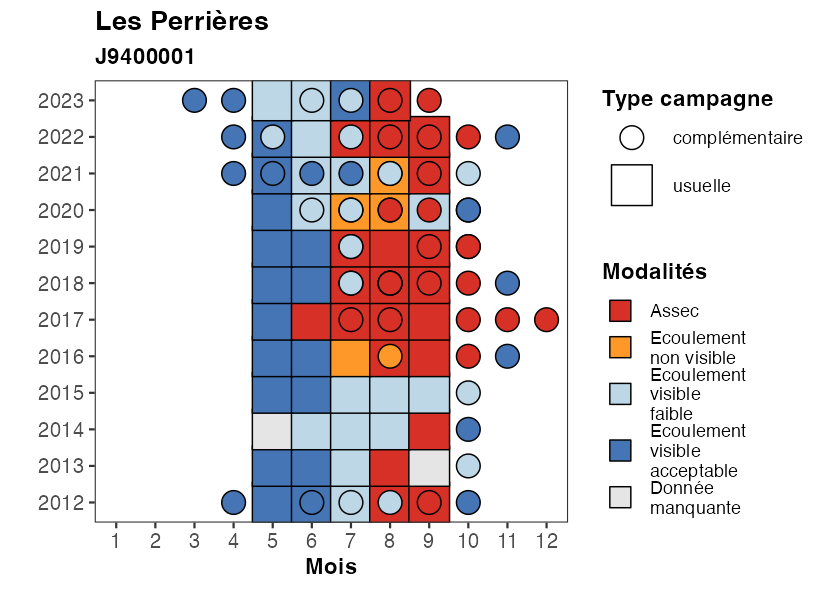 Les Perrières
J9400001
2023
2022
2021
2020
2019
2018
2017
2016
2015
2014
2013
2012
1 2 3 4 5 6 7 8 9 10 11 12
Mois
Type campagne
complémentaire
usuelle
Modalités
Assec
Ecoulement
non visible
Ecoulement
visible
faible
Ecoulement
visible
acceptable
Donnée
manquante